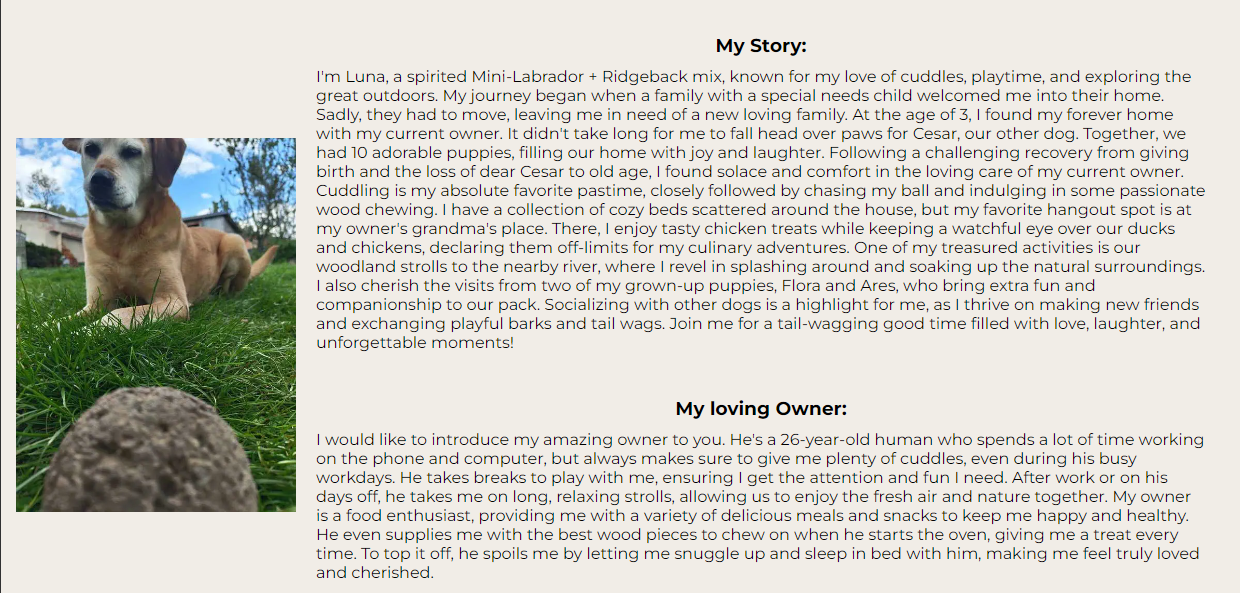 My Story:
I'm Luna, a spirited Mini-Labrador + Ridgeback mix, known for my love of cuddles, playtime, and exploring the
great outdoors. My journey began when a family with a special needs child welcomed me into their home.
Sadly, they had to move, leaving me in need of a new loving family. At the age of 3, I found my forever home
with my current owner. It didn't take long for me to fall head over paws for Cesar, our other dog. Together, we
had 10 adorable puppies, filling our home with joy and laughter. Following a challenging recovery from giving
birth and the loss of dear Cesar to old age, I found solace and comfort in the loving care of my current owner.
Cuddling is my absolute favorite pastime, closely followed by chasing my ball and indulging in some passionate
wood chewing. I have a collection of cozy beds scattered around the house, but my favorite hangout spot is at
my owner's grandma's place. There, I enjoy tasty chicken treats while keeping a watchful eye over our ducks
and chickens, declaring them off-limits for my culinary adventures. One of my treasured activities is our
woodland strolls to the nearby river, where I revel in splashing around and soaking up the natural surroundings.
I also cherish the visits from two of my grown-up puppies, Flora and Ares, who bring extra fun and
companionship to our pack. Socializing with other dogs is a highlight for me, as I thrive on making new friends
and exchanging playful barks and tail wags. Join me for a tail-wagging good time filled with love, laughter, and
unforgettable moments!
My loving Owner:
I would like to introduce my amazing owner to you. He's a 26-year-old human who spends a lot of time working
on the phone and computer, but always makes sure to give me plenty of cuddles, even during his busy
workdays. He takes breaks to play with me, ensuring I get the attention and fun I need. After work or on his
days off, he takes me on long, relaxing strolls, allowing us to enjoy the fresh air and nature together. My owner
is a food enthusiast, providing me with a variety of delicious meals and snacks to keep me happy and healthy.
He even supplies me with the best wood pieces to chew on when he starts the oven, giving me a treat every
time. To top it off, he spoils me by letting me snuggle up and sleep in bed with him, making me feel truly loved
and cherished.